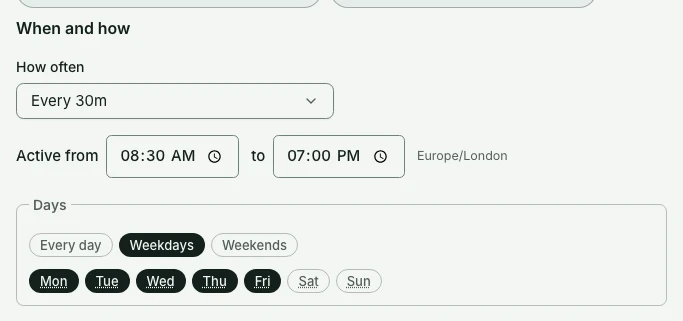 When and how
How often
Every 30m
Active from 08:30 AM to 07:00 PM Europe/London
Days
Every day Weekdays Weekends
Mon Tue Wed Thu Fri Sat Sun